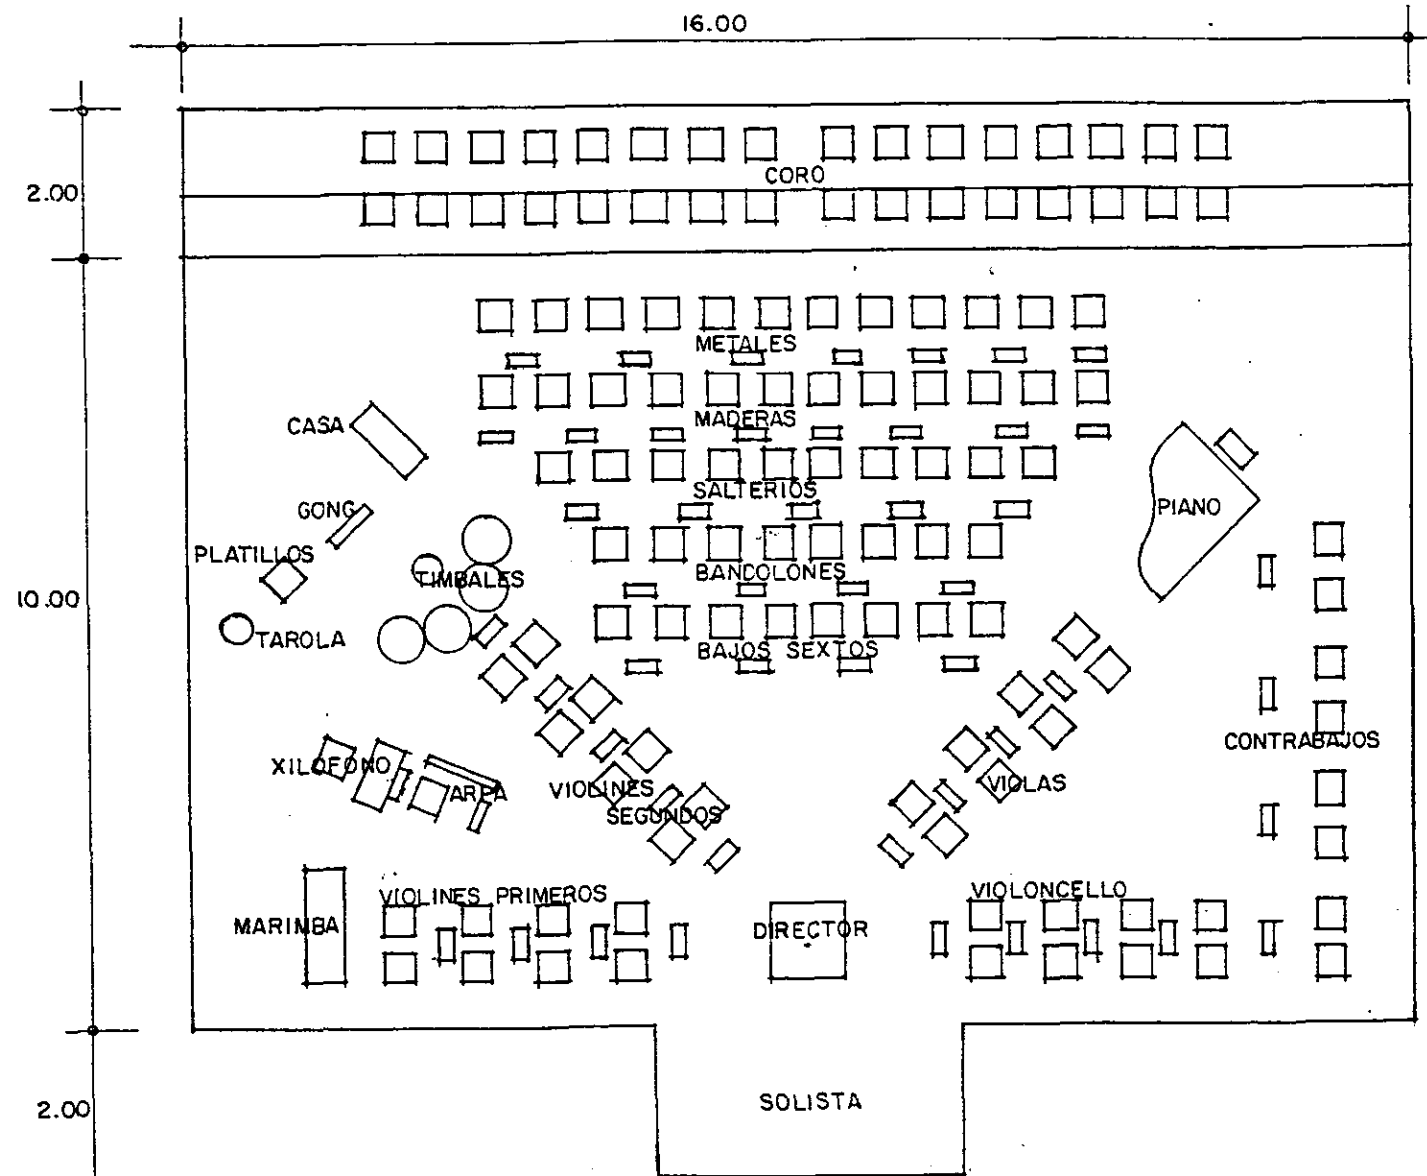 16.00
2.00
CORO
METALES
MADERAS
CASA
SALTERIOS
GONG
PIANO
PLATILLOS
TIMBALES
BANDOLONES
10.00
TAROLA
BAJOS SEXTOS
CONTRABAJOS
XILOFONO
ARPA
VIOLINES
SEGUNDOS
VIOLAS
VIOLINES PRIMEROS
VIOLONCELLO
MARIMBA
DIRECTOR
SOLISTA
2.00